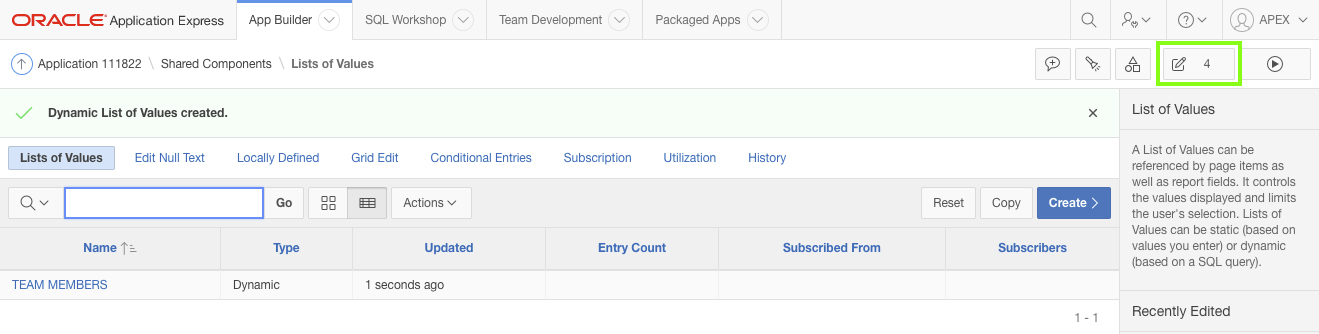 ORACLE Application Express App Builder SQL Workshop Team Development Packaged Apps APEX
Application 111822 \ Shared Components \ Lists of Values 4
Dynamic List of Values created.
List of Values
Lists of Values Edit Null Text Locally Defined Grid Edit Conditional Entries Subscription Utilization History
A List of Values can be
referenced by page items as
well as report fields. It controls
the values displayed and limits
the user's selection. Lists of
Values can be static (based on
values you enter) or dynamic
(based on a SQL query).
Go Actions Reset Copy Create
Name Type Updated Entry Count Subscribed From Subscribers
TEAM MEMBERS Dynamic 1 seconds ago
1 - 1
Recently Edited